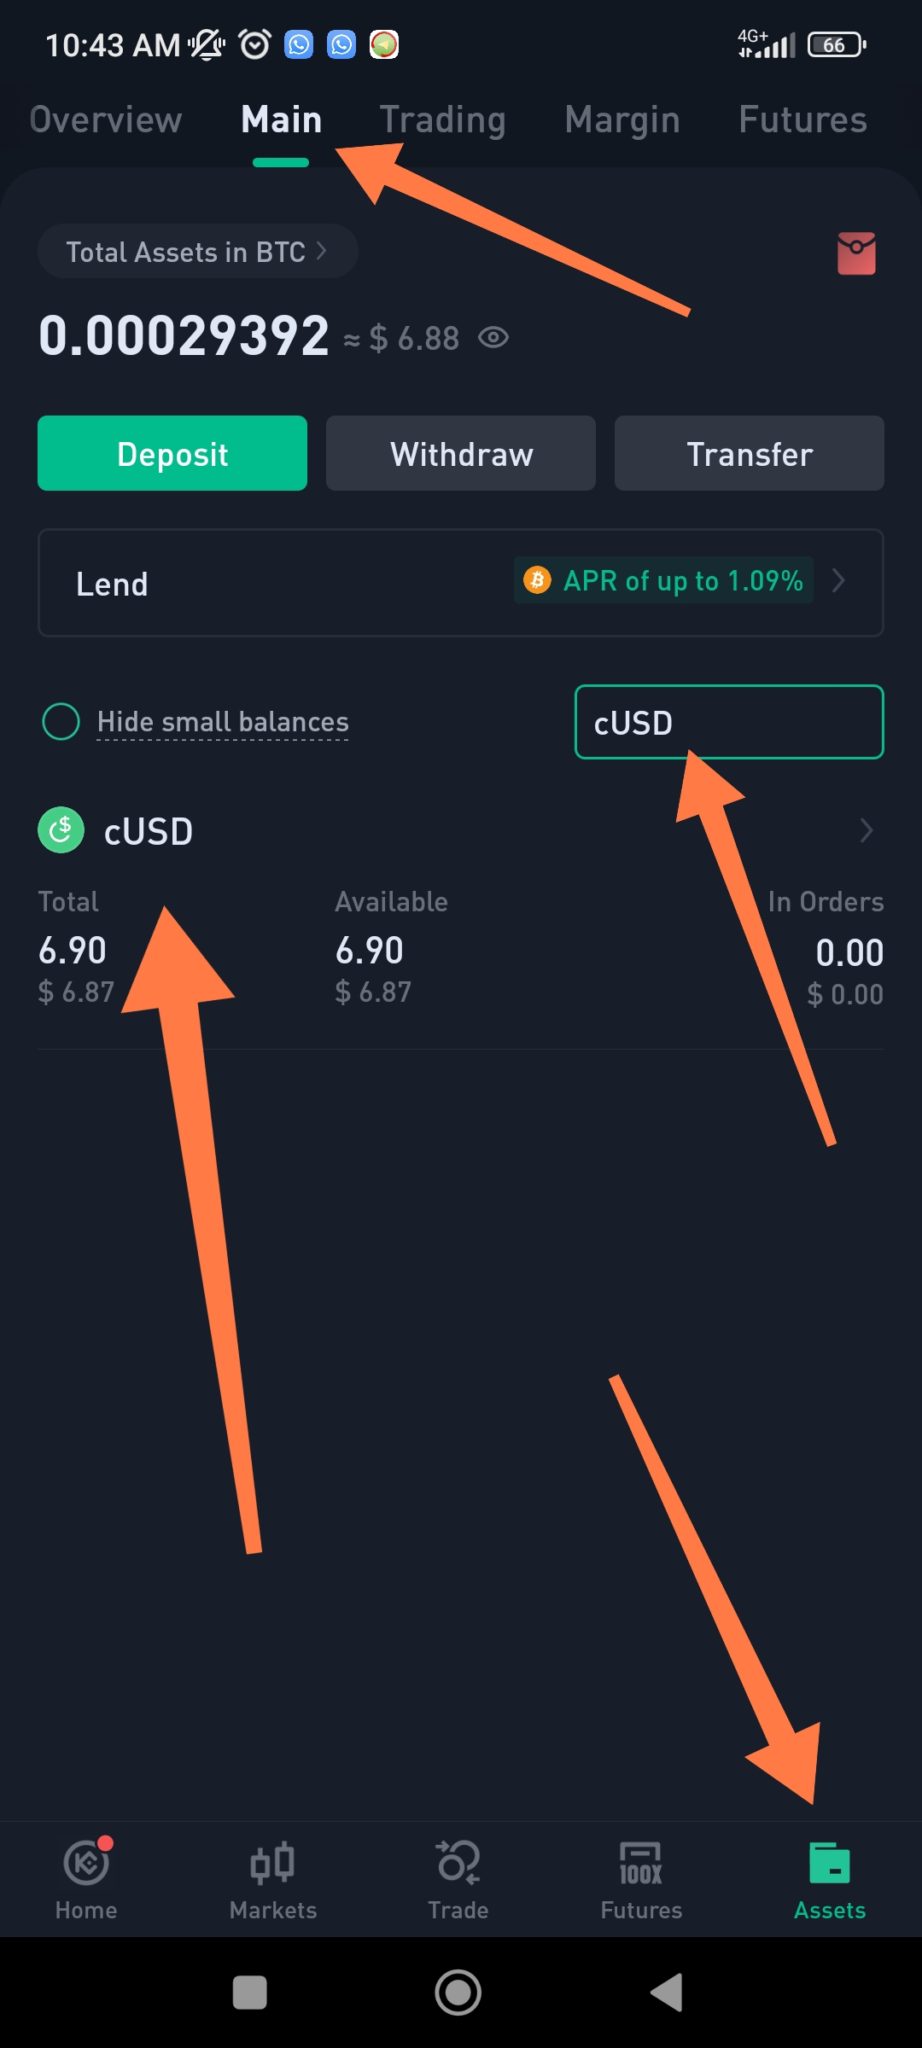 10:43 AM 4G+ 66
Overview Main Trading Margin Futures
Total Assets in BTC
0.00029392 ≈ $ 6.88
Deposit Withdraw Transfer
Lend APR of up to 1.09%
Hide small balances cUSD
cUSD
Total Available In Orders
6.90 6.90 0.00
$ 6.87 $ 6.87 $ 0.00
100X
Home Markets Trade Futures Assets